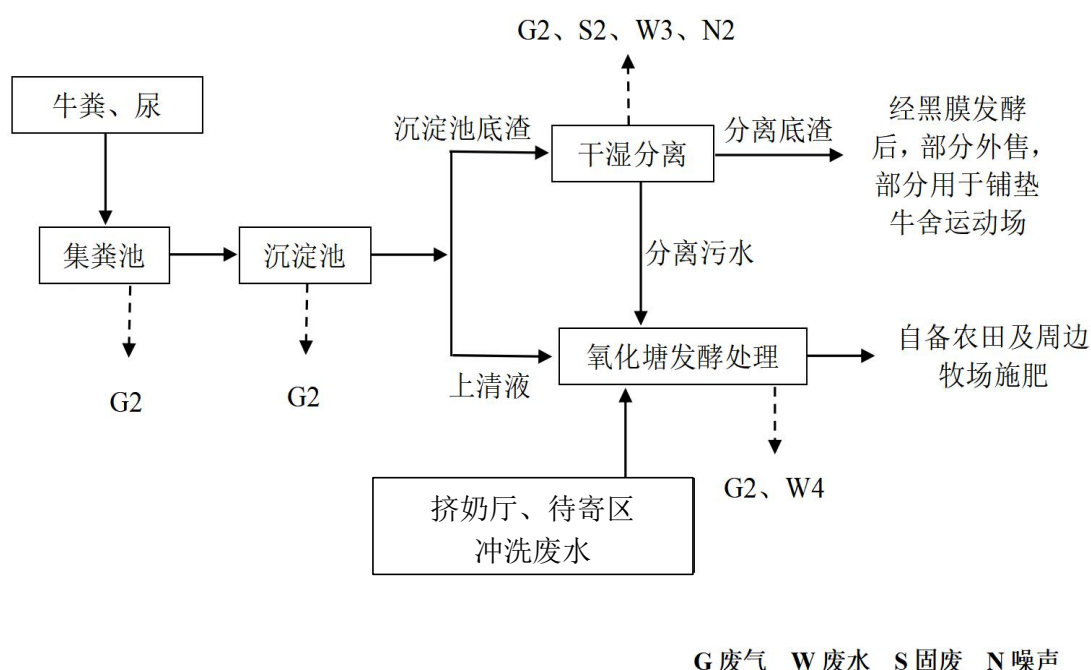 G2、S2、W3、N2
牛粪、尿
沉淀池底渣
干湿分离
分离底渣
经黑膜发酵
后，部分外售，
部分用于铺垫
牛舍运动场
集粪池
沉淀池
分离污水
G2
G2
上清液
氧化塘发酵处理
自备农田及周边
牧场施肥
G2、W4
挤奶厅、待寄区
冲洗废水
G 废气 W 废水 S 固废 N 噪声